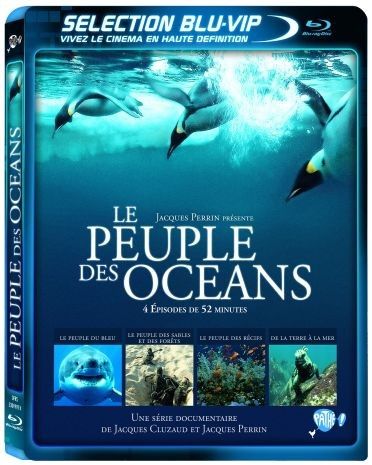 SELECTION BLU-VIP
VIVEZ LE CINEMA EN HAUTE DEFINITION
Blu-ray Disc
LE PEUPLE DES OCEANS
JACQUES PERRIN PRÉSENTE
LE
PEUPLE
DES OCEANS
4 ÉPISODES DE 52 MINUTES
LE PEUPLE DU BLEU
LE PEUPLE DES SABLES
ET DES FORÊTS
LE PEUPLE DES RÉCIFS
DE LA TERRE À LA MER
UNE SÉRIE DOCUMENTAIRE
DE JACQUES CLUZAUD ET JACQUES PERRIN
PATHÉ!